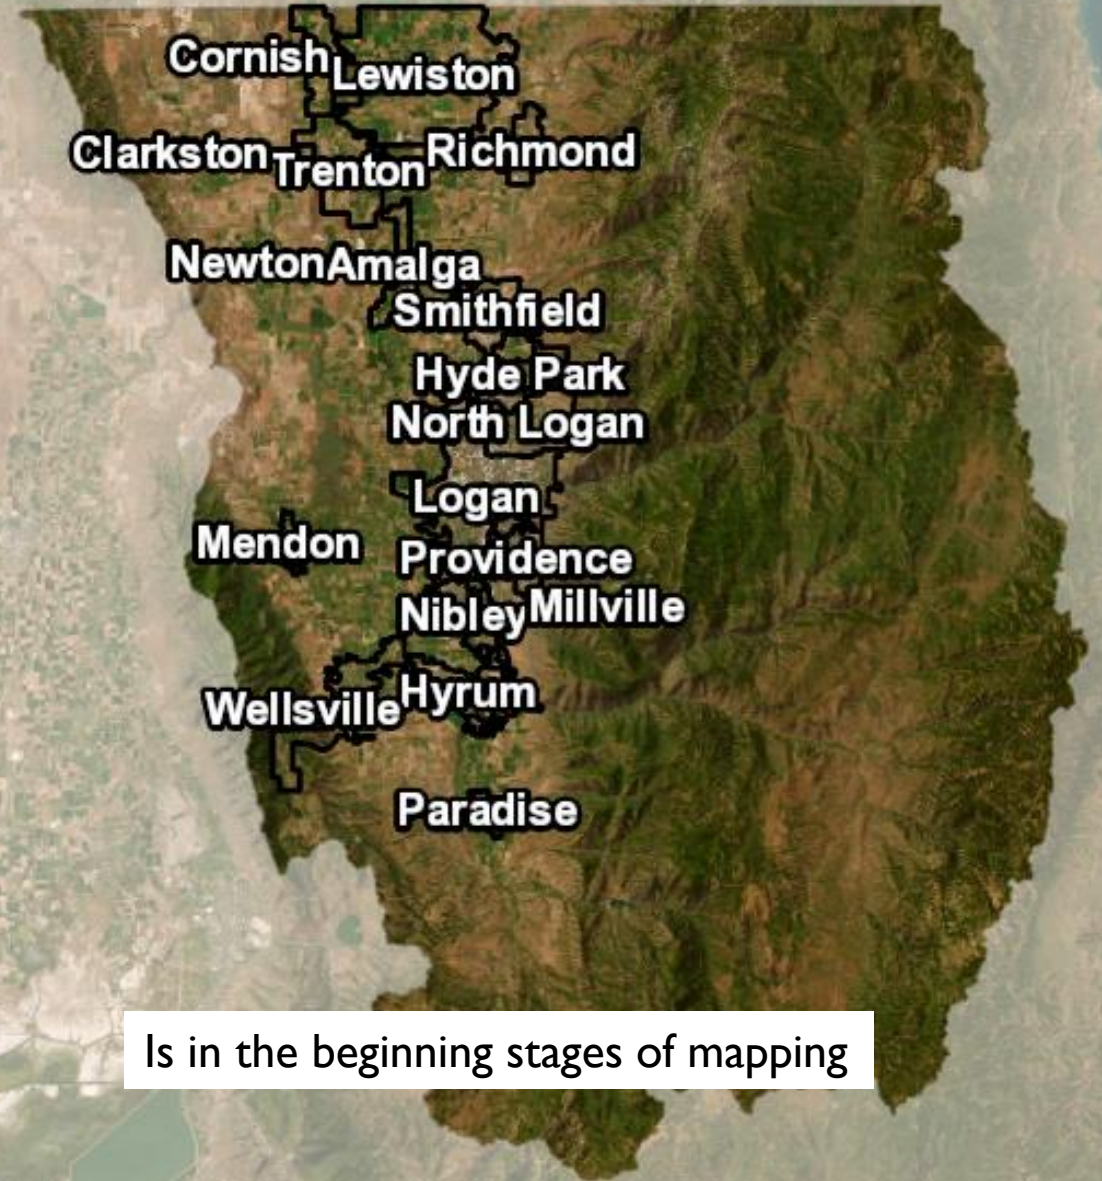 Cornish
Lewiston
Clarkston
Trenton
Richmond
Newton
Amalga
Smithfield
Hyde Park
North Logan
Logan
Mendon
Providence
Nibley
Millville
Wellsville
Hyrum
Paradise
Is in the beginning stages of mapping